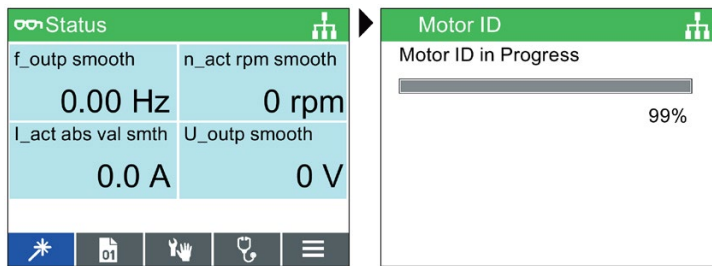 Status
f_outp smooth
n_act rpm smooth
0.00 Hz
0 rpm
I_act abs val smth
U_outp smooth
0.0 A
0 V
01
Motor ID
Motor ID in Progress
99%